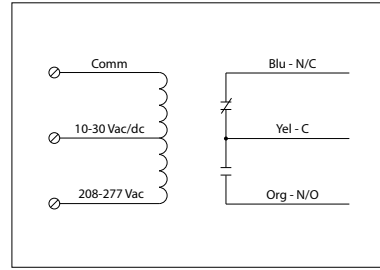 Comm
Blu - N/C
10-30 Vac/dc
Yel - C
208-277 Vac
Org - N/O